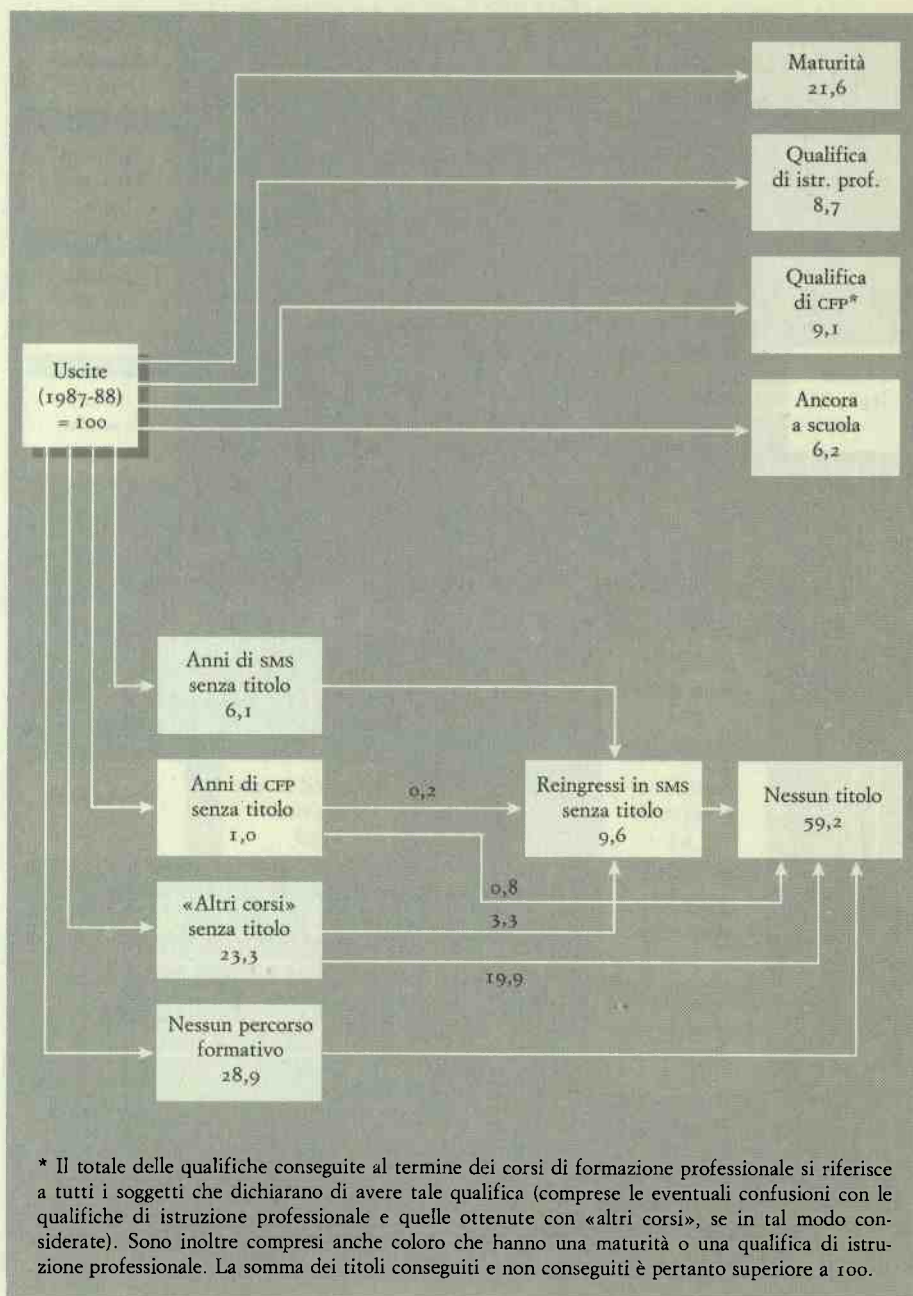 Maturità
21,6
Qualifica
di istr. prof.
8,7
Qualifica
di CFP*
9,1
Uscite
(1987-88)
= 100
Ancora
a scuola
6,2
Anni di SMS
senza titolo
6,1
Anni di CFP
senza titolo
1,0
0,2
Reingressi in SMS
senza titolo
9,6
Nessun titolo
59,2
«Altri corsi»
senza titolo
23,3
0,8
3,3
19,9
Nessun percorso
formativo
28,9
* Il totale delle qualifiche conseguite al termine dei corsi di formazione professionale si riferisce
a tutti i soggetti che dichiarano di avere tale qualifica (comprese le eventuali confusioni con le
qualifiche di istruzione professionale e quelle ottenute con «altri corsi», se in tal modo con-
siderate). Sono inoltre compresi anche coloro che hanno una maturità o una qualifica di istru-
zione professionale. La somma dei titoli conseguiti e non conseguiti è pertanto superiore a 100.